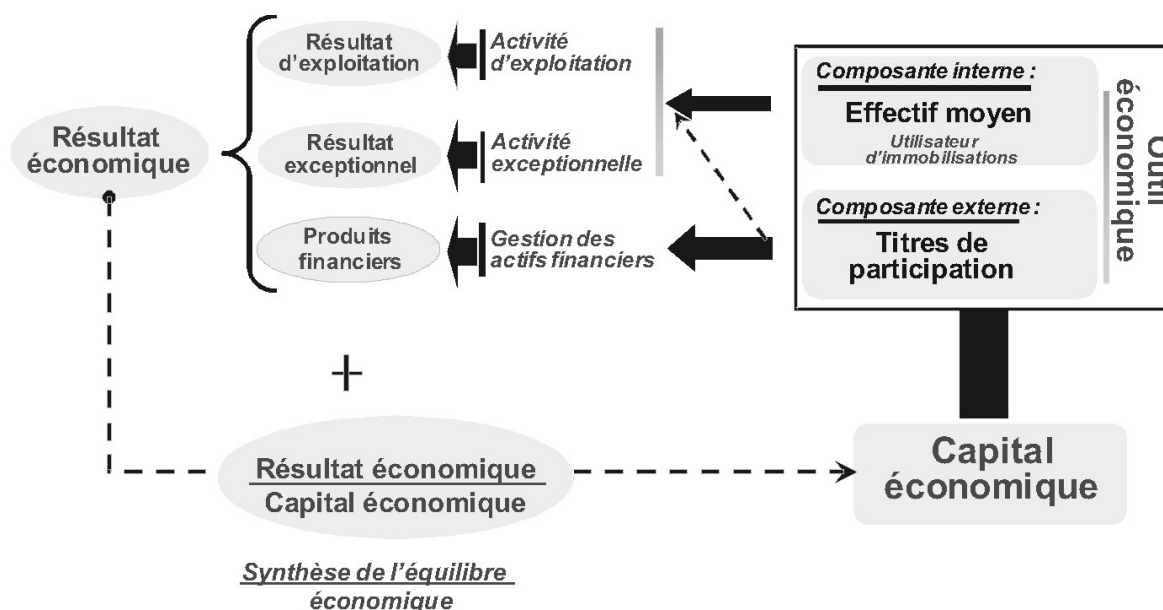 Résultat
économique
Résultat
d'exploitation
Activité
d'exploitation
Résultat
exceptionnel
Activité
exceptionnelle
Produits
financiers
Gestion des
actifs financiers
Composante interne :
Effectif moyen
Utilisateur
d'immobilisations
Composante externe :
Titres de
participation
Outil
économique
+
Résultat économique
Capital économique
Capital
économique
Synthèse de l'équilibre
économique